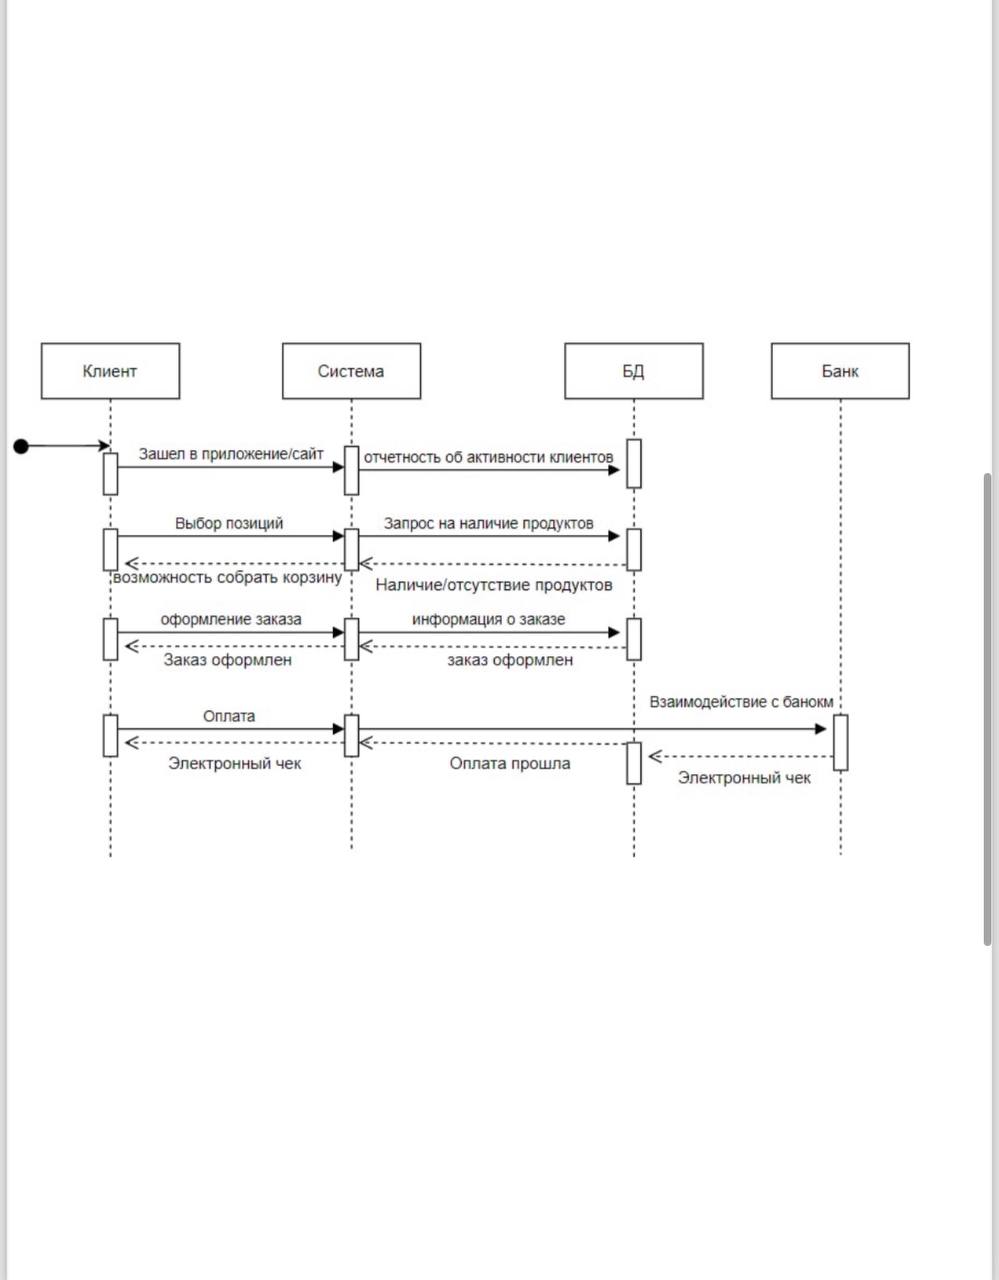 Клиент
Система
БД
Банк
Зашел в приложение/сайт
отчетность об активности клиентов
Выбор позиций
Запрос на наличие продуктов
возможность собрать корзину
Наличие/отсутствие продуктов
оформление заказа
информация о заказе
Заказ оформлен
заказ оформлен
Взаимодействие с банокм
Оплата
Электронный чек
Оплата прошла
Электронный чек